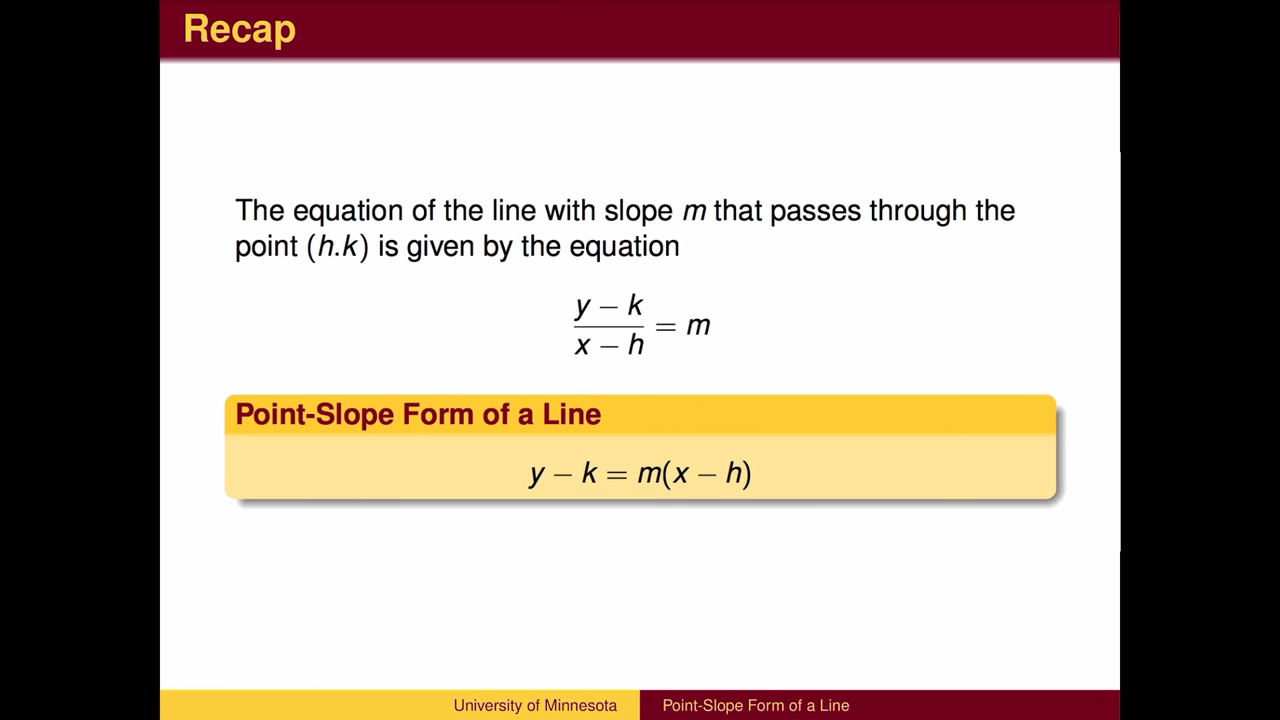 Recap
The equation of the line with slope m that passes through the
point (h.k) is given by the equation
y − k
x − h
= m
Point-Slope Form of a Line
y − k = m(x − h)
University of Minnesota
Point-Slope Form of a Line